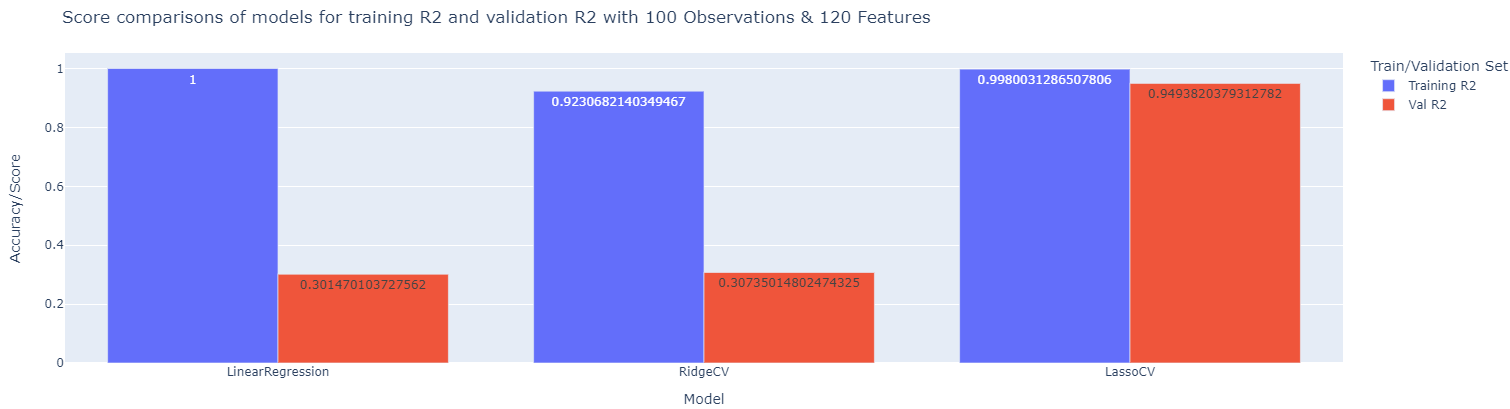 Score comparisons of models for training R2 and validation R2 with 100 Observations & 120 Features
Accuracy/Score
1
0.8
0.6
0.4
0.2
0
1
0.301470103727562
0.9230682140349467
0.30735014802474325
0.9980031286507806
0.9493820379312782
LinearRegression
RidgeCV
LassoCV
Model
Train/Validation Set
Training R2
Val R2